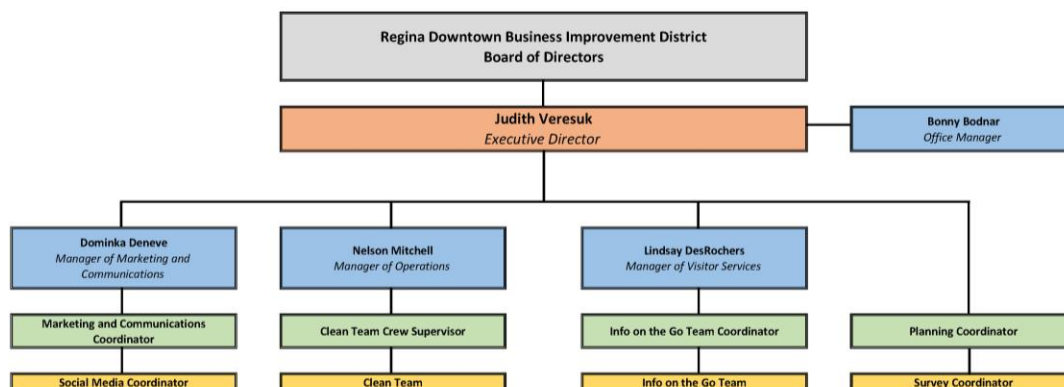 Regina Downtown Business Improvement District
Board of Directors
Judith Veresuk
Executive Director
Bonny Bodnar
Office Manager
Dominka Deneve
Manager of Marketing and
Communications
Nelson Mitchell
Manager of Operations
Lindsay DesRochers
Manager of Visitor Services
Marketing and Communications
Coordinator
Clean Team Crew Supervisor
Info on the Go Team Coordinator
Planning Coordinator
Social Media Coordinator
Clean Team
Info on the Go Team
Survey Coordinator